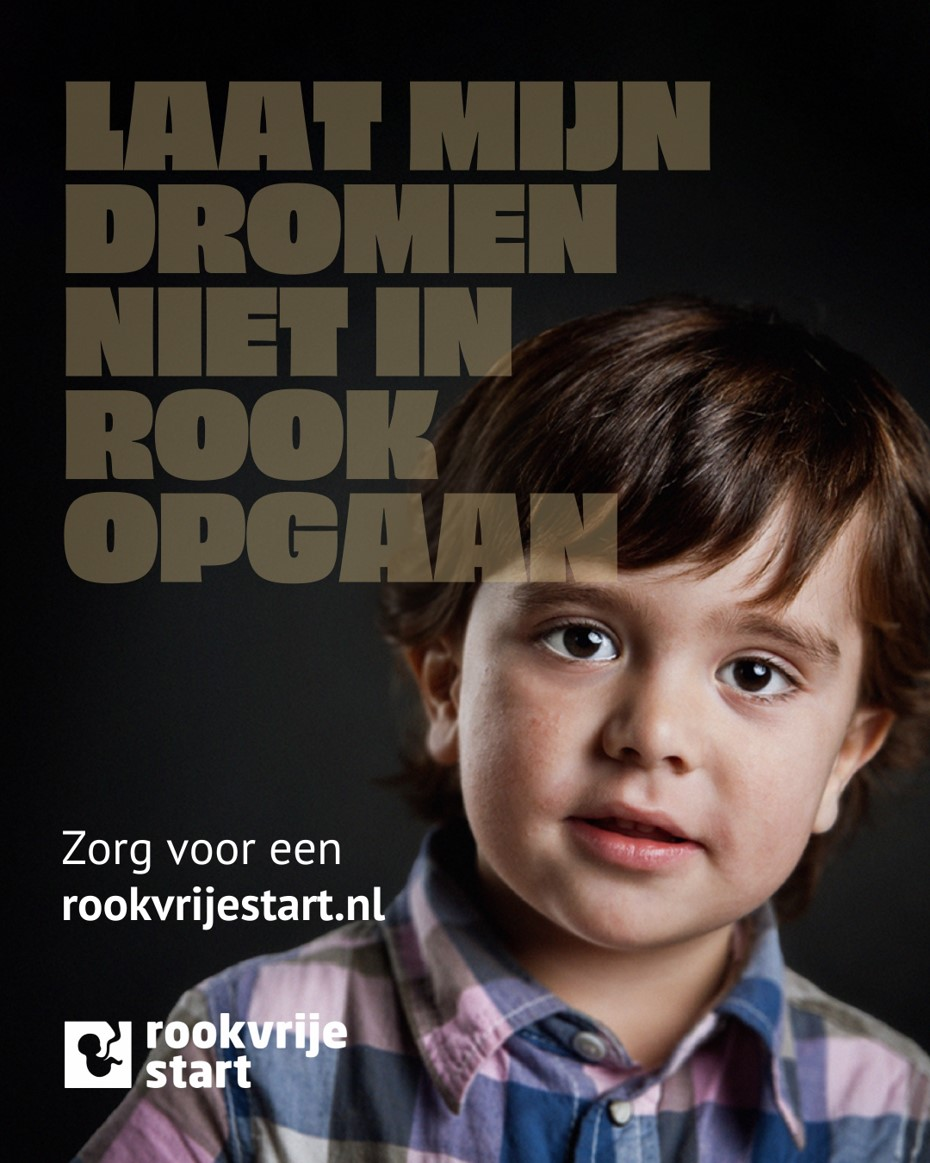 LAAT MIJN
DROMEN
NIET IN
ROOK
OPGAAN
Zorg voor een
rookvrijestart.nl
rookvrije
start